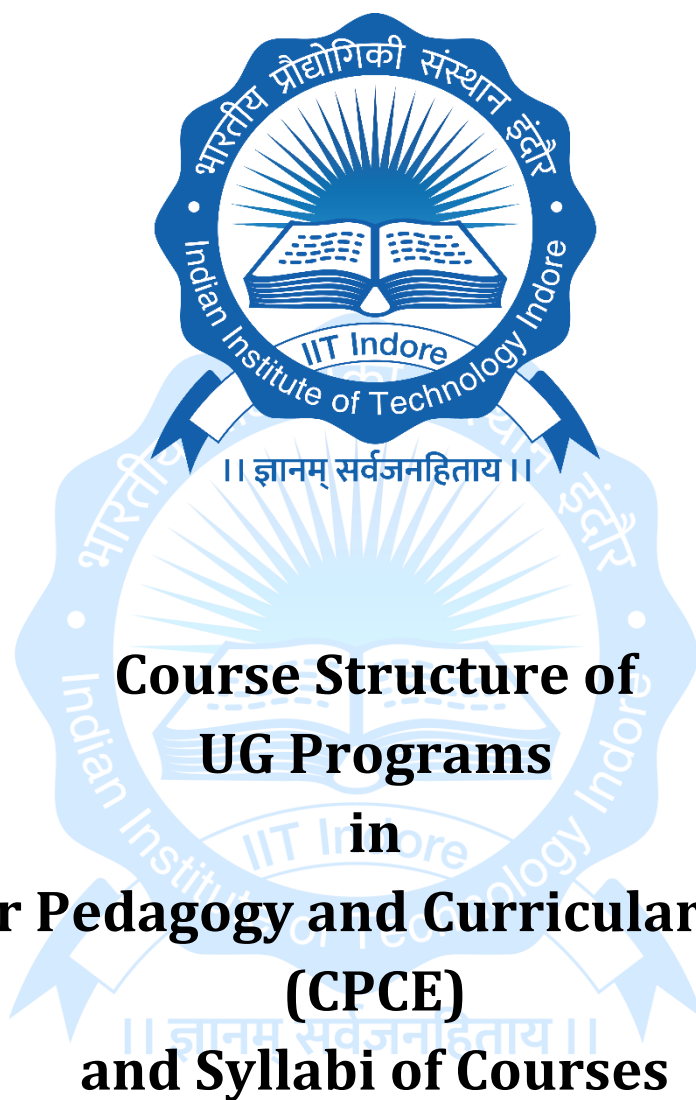 भारतीय प्रौद्योगिकी संस्थान इंदौर
Indian Institute of Technology Indore
IIT Indore
।। ज्ञानम् सर्वजनहिताय ।।
Course Structure of
UG Programs
in
r Pedagogy and Curricular
(CPCE)
and Syllabi of Courses